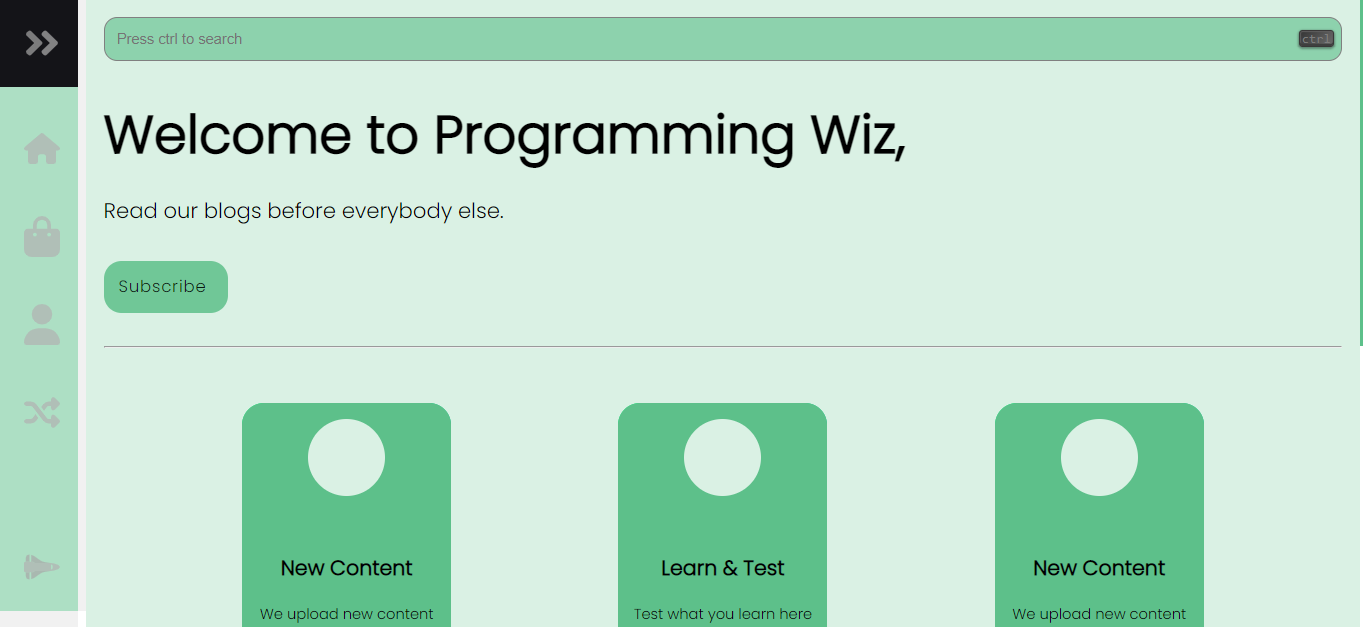 Press ctrl to search
ctrl
Welcome to Programming Wiz,
Read our blogs before everybody else.
Subscribe
New Content
Learn & Test
New Content
We upload new content
Test what you learn here
We upload new content